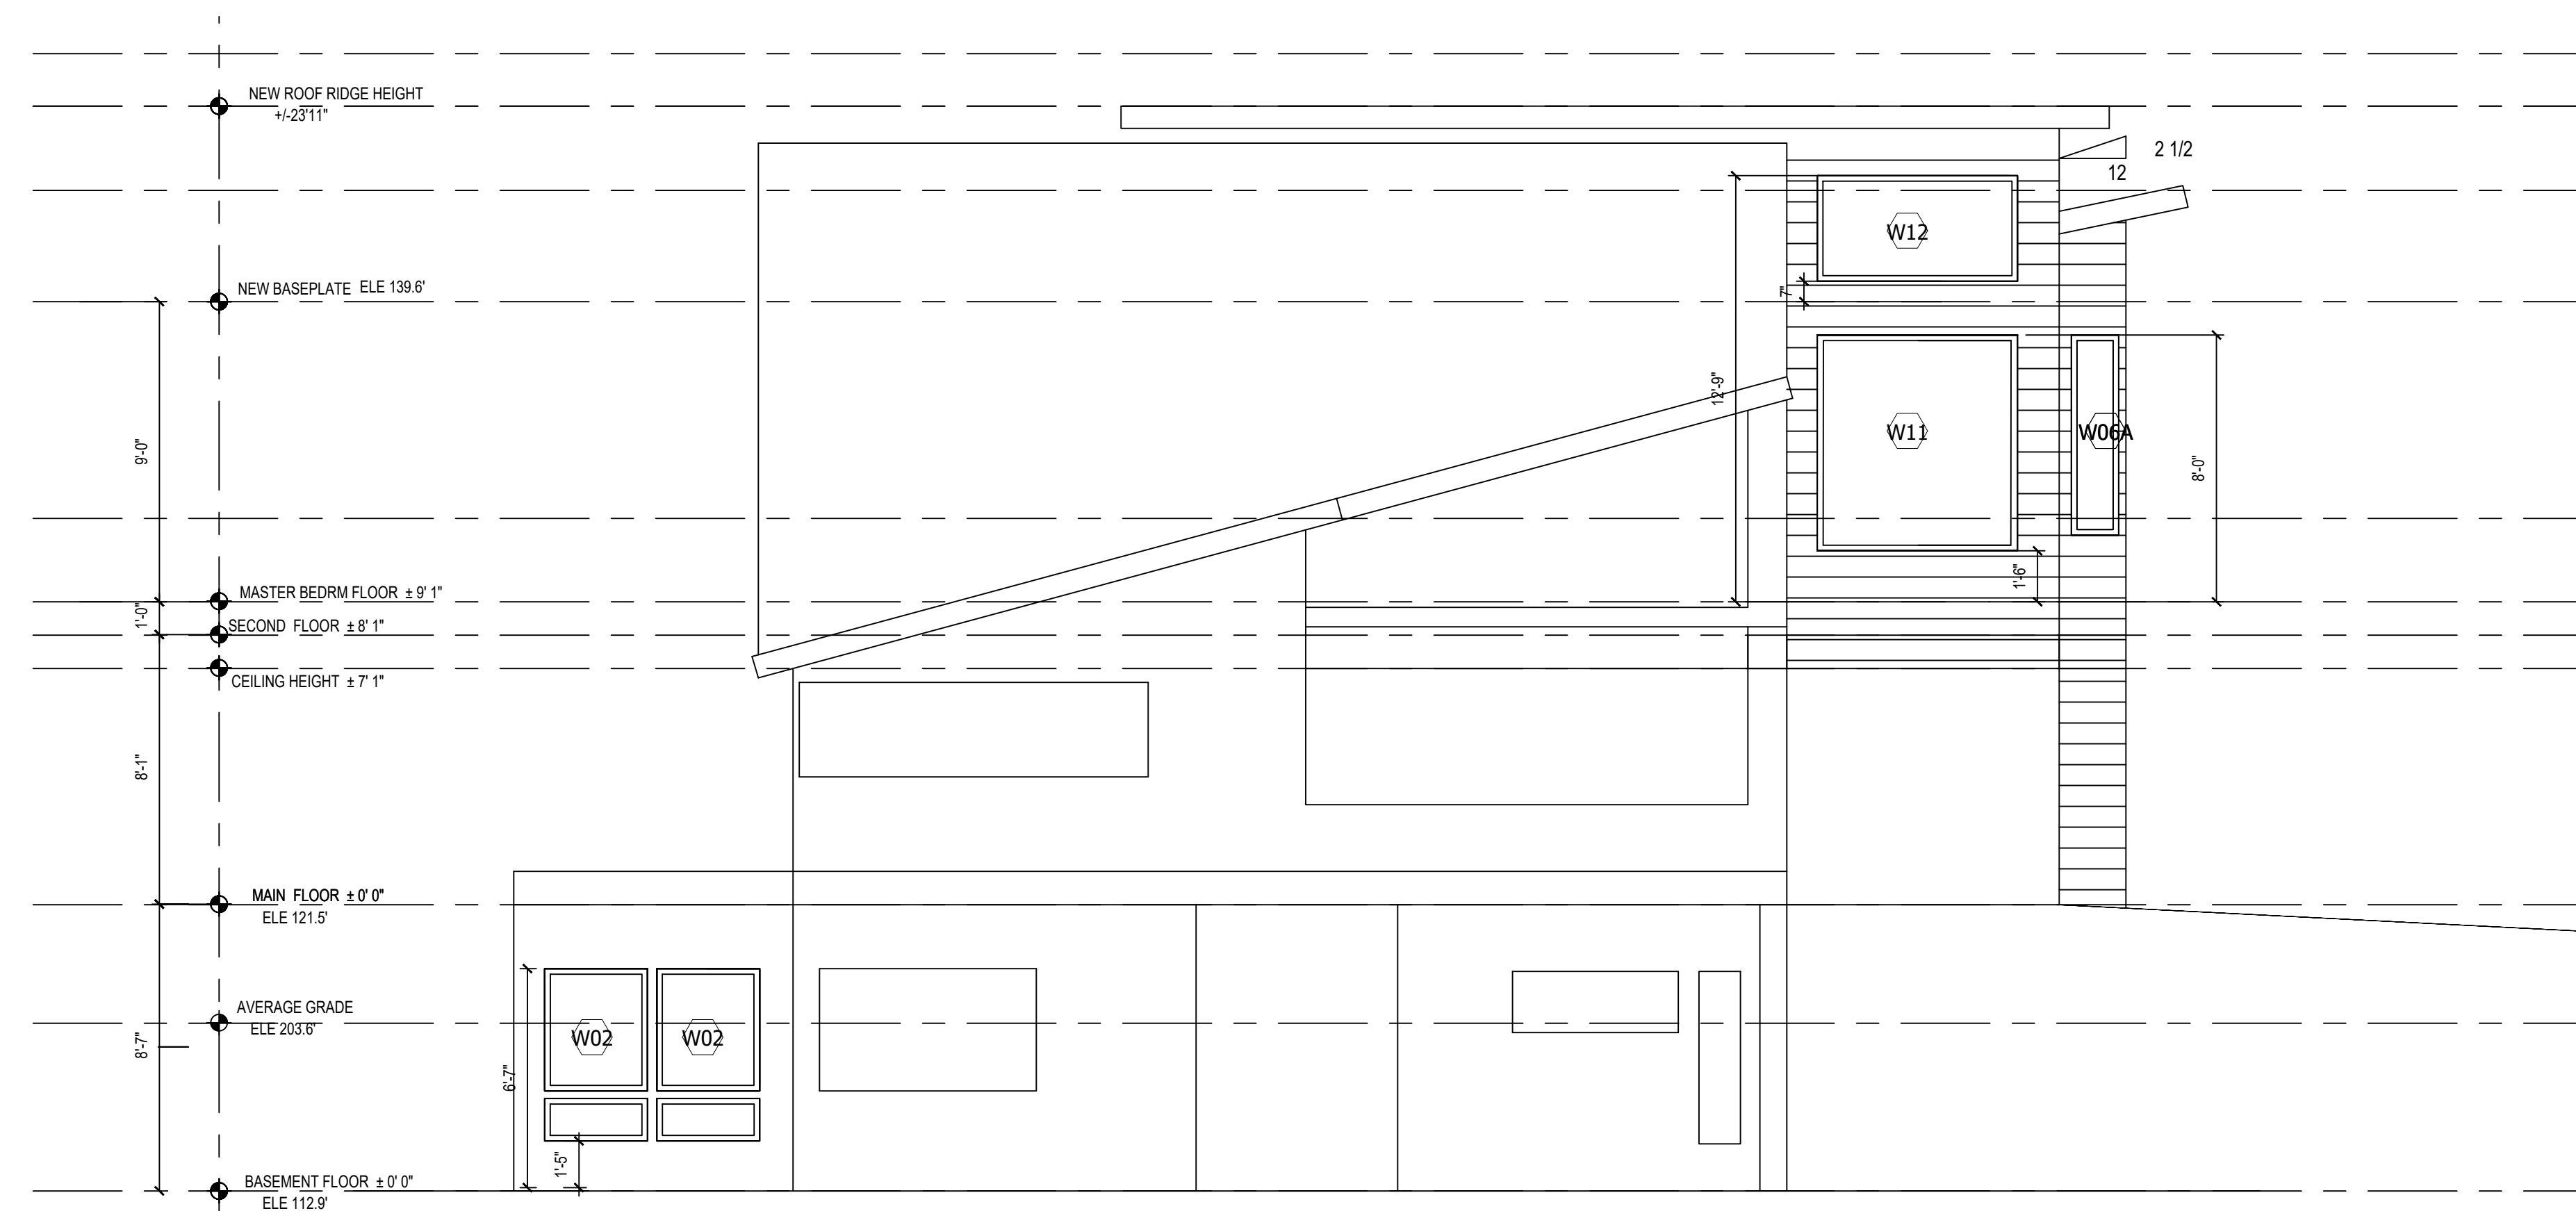 NEW ROOF RIDGE HEIGHT
+/-23'11"
2 1/2
12
W12
NEW BASEPLATE ELE 139.6'
7"
12'-9"
W11
W06A
9'-0"
8'-0"
1'-6"
MASTER BEDRM FLOOR ± 9' 1"
1'-0"
SECOND FLOOR ± 8' 1"
CEILING HEIGHT ± 7' 1"
8'-1"
MAIN FLOOR ± 0' 0"
ELE 121.5'
AVERAGE GRADE
ELE 203.6'
8'-7"
W02
W02
6'-7"
1'-5"
BASEMENT FLOOR ± 0' 0"
ELE 112.9'